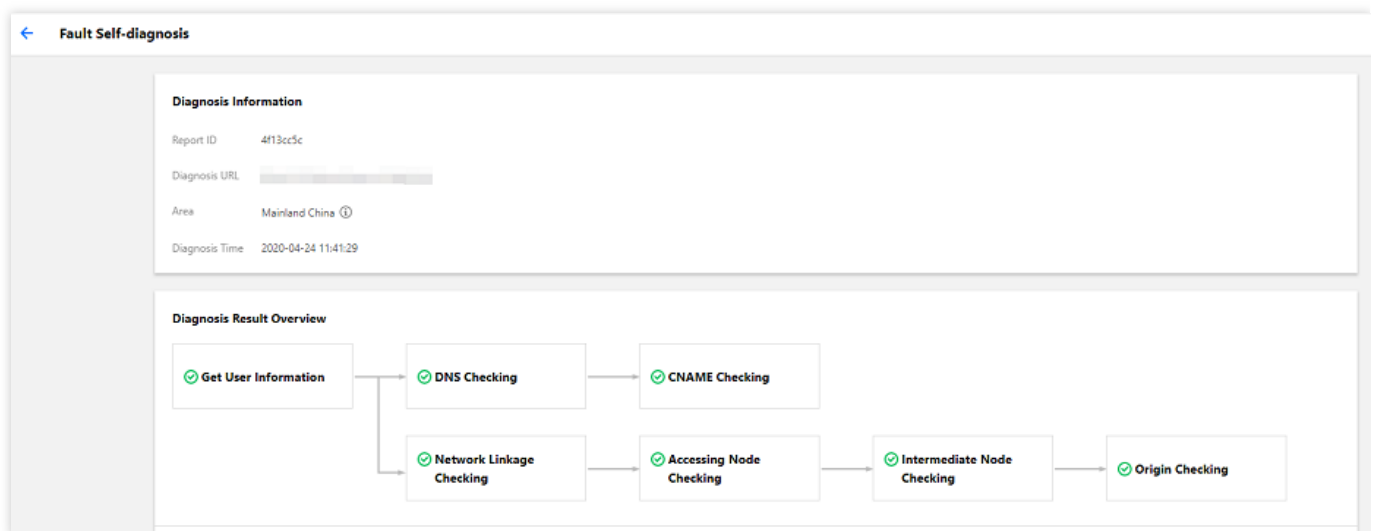 Fault Self-diagnosis
Diagnosis Information
Report ID 4f13cc5c
Diagnosis URL
Area Mainland China
Diagnosis Time 2020-04-24 11:41:29
Diagnosis Result Overview
Get User Information
DNS Checking
CNAME Checking
Network Linkage
Checking
Accessing Node
Checking
Intermediate Node
Checking
Origin Checking